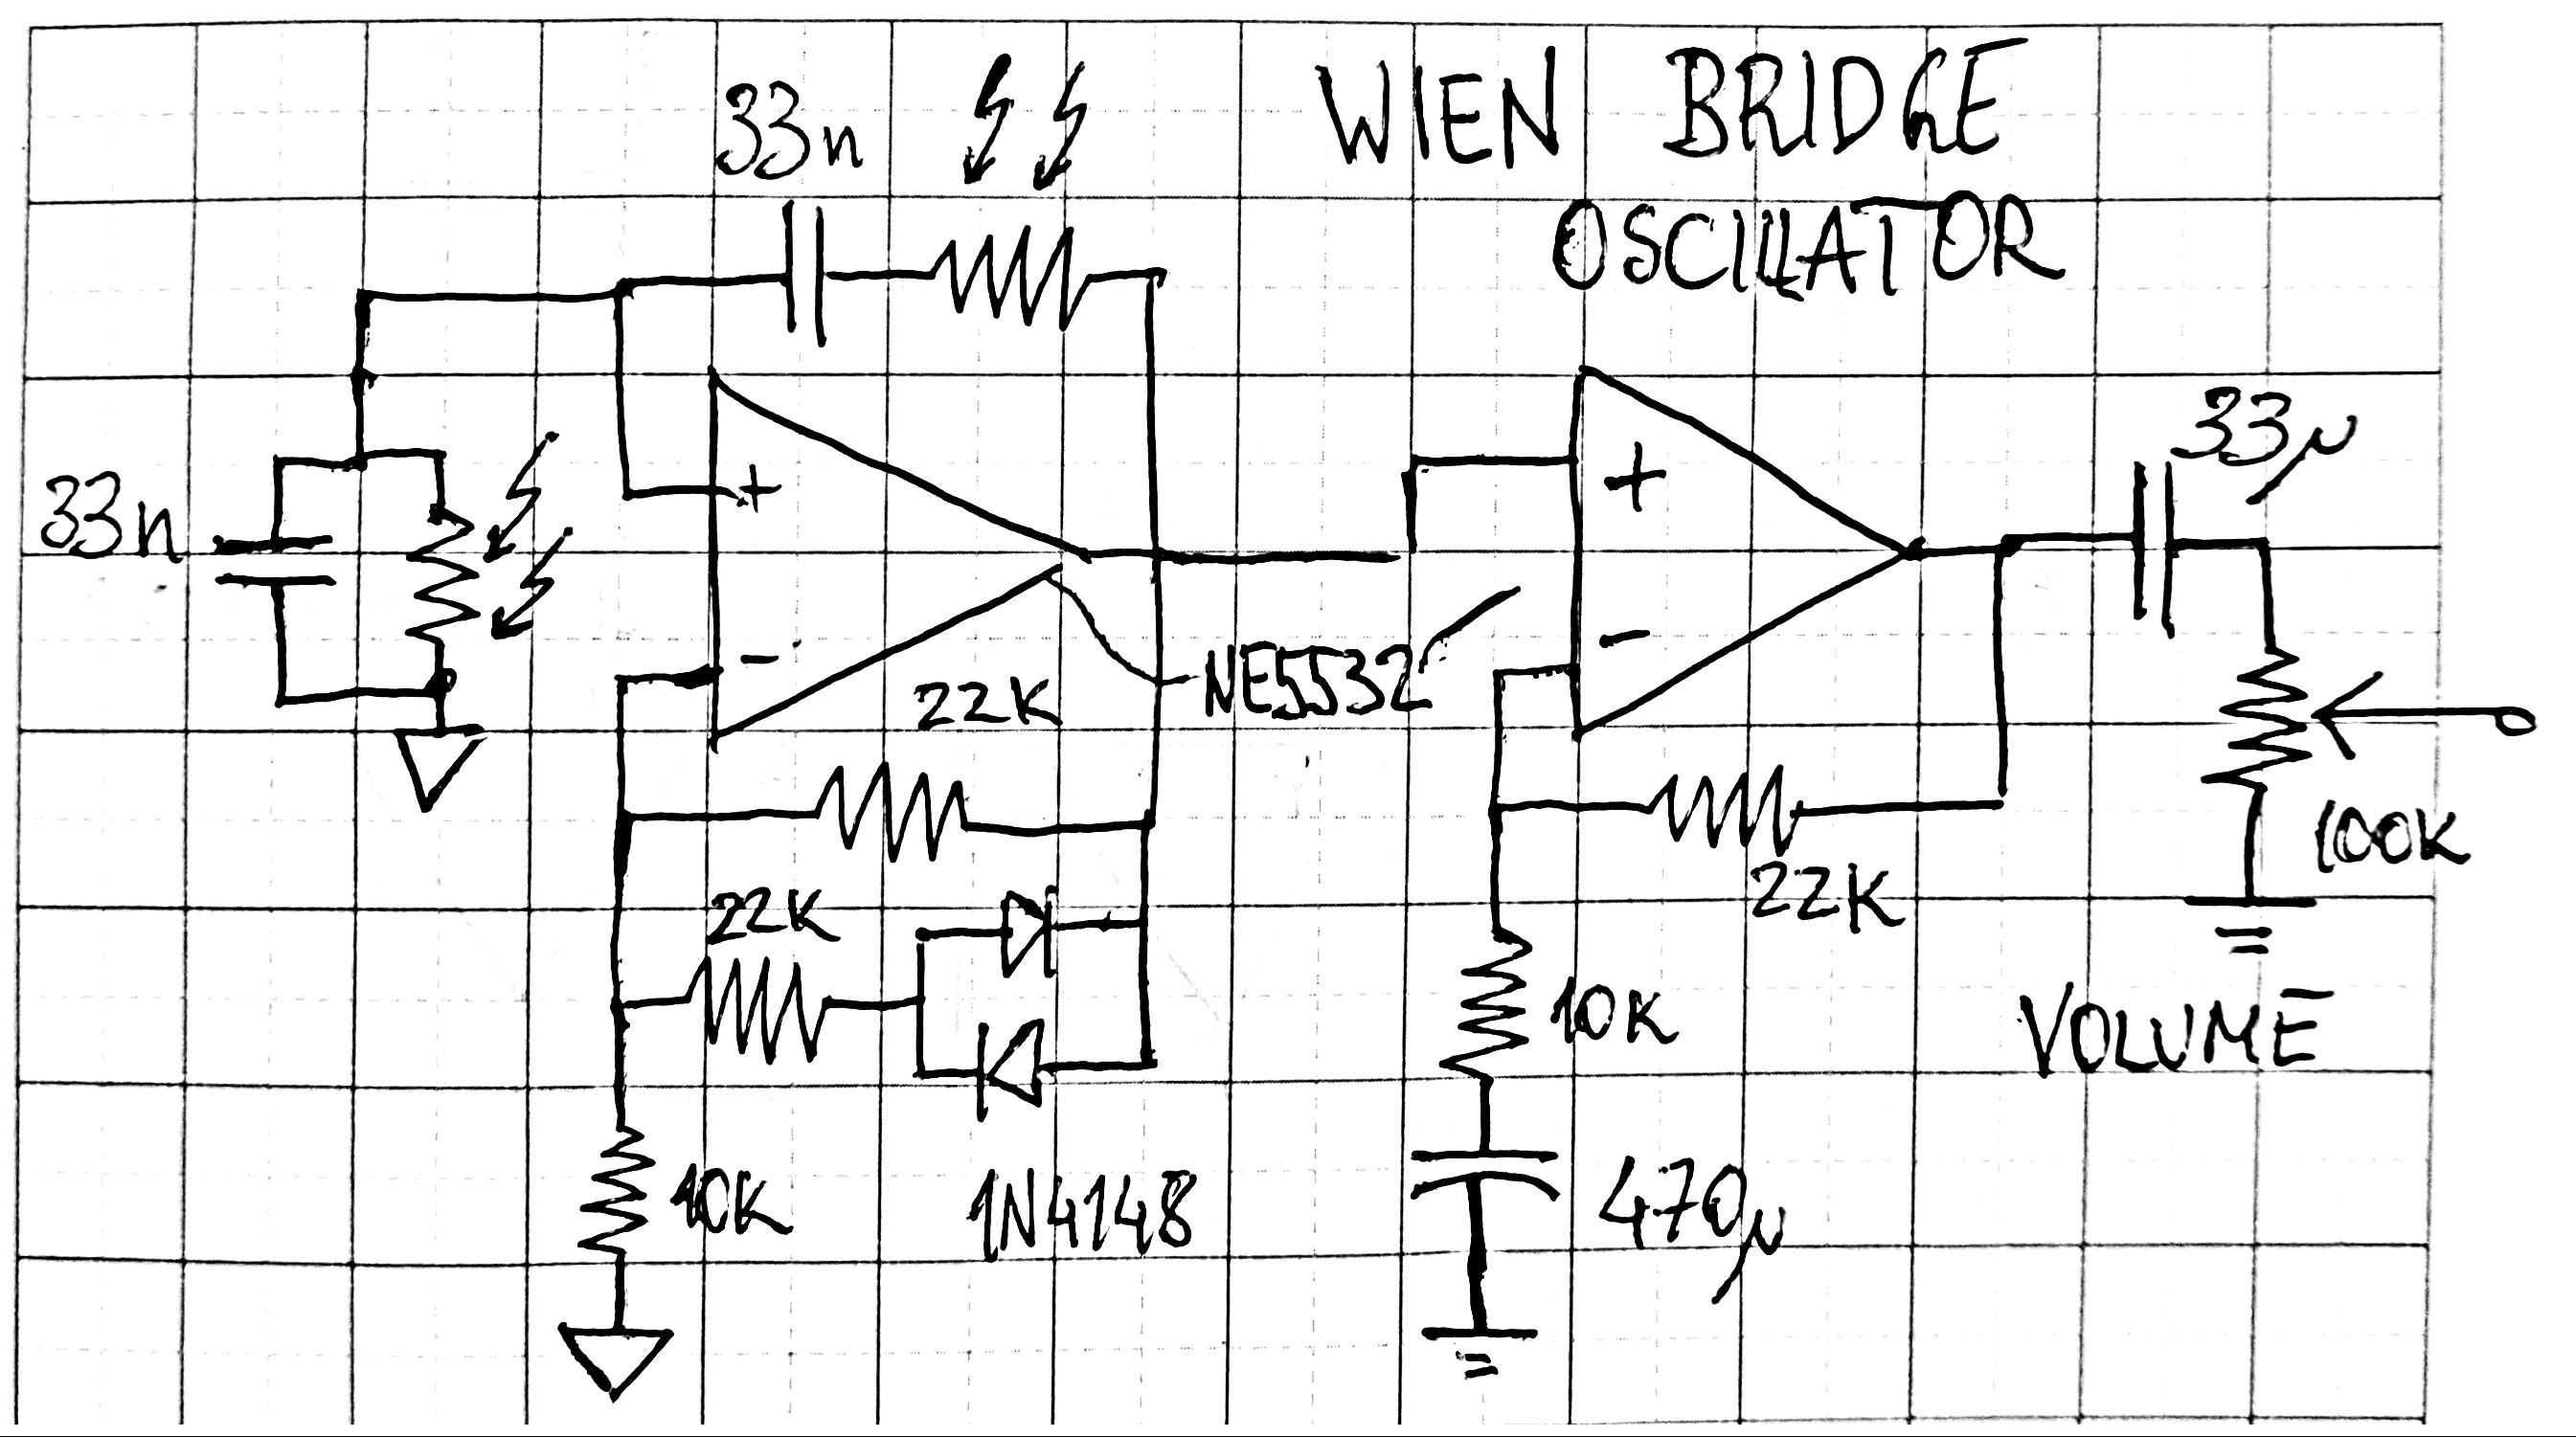 WIEN BRIDGE
OSCILLATOR
33n
33n
+
-
22K
NE5532
22K
10K
1N4148
+
-
22K
10K
470µ
33µ
100K
VOLUME